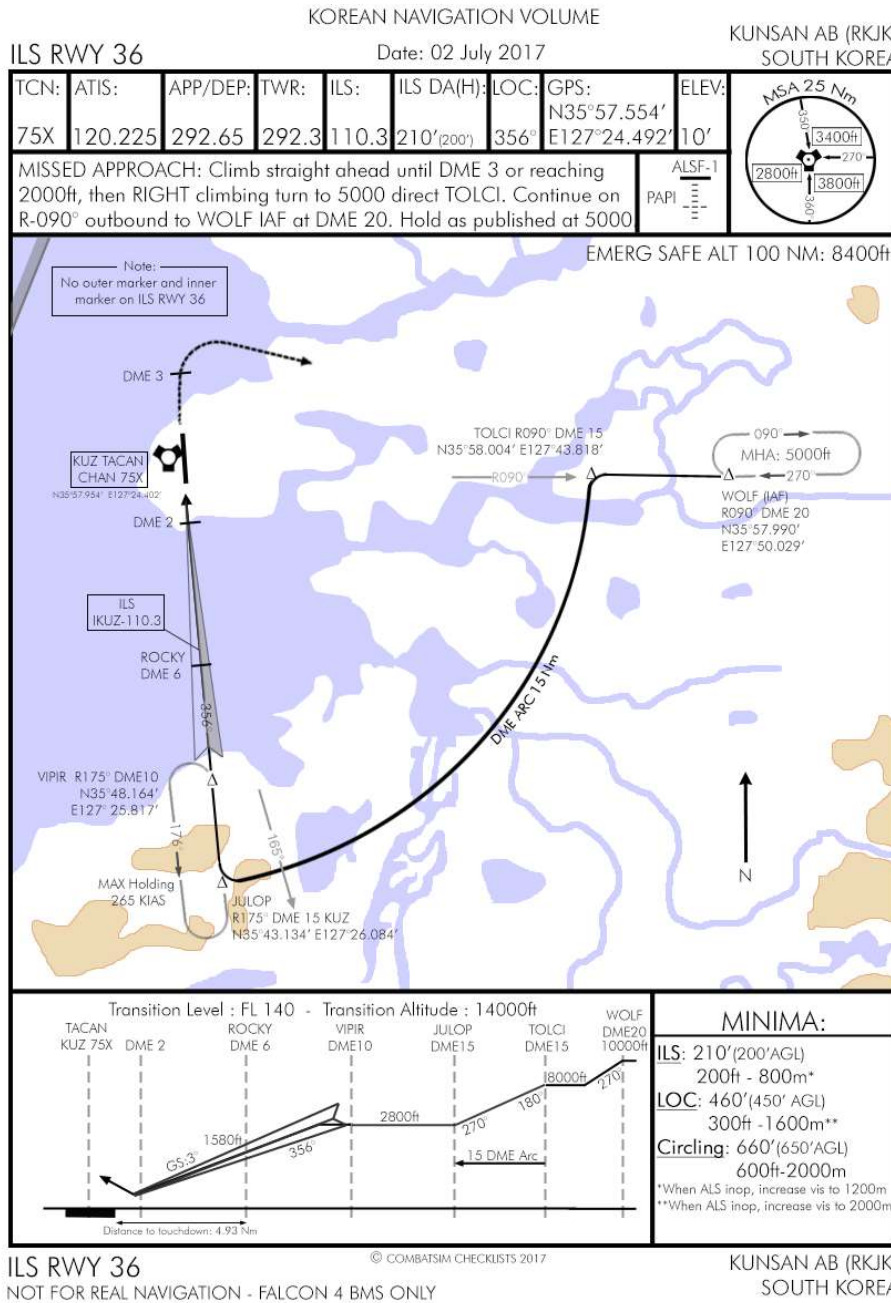 KOREAN NAVIGATION VOLUME
ILS RWY 36
Date: 02 July 2017
KUNSAN AB (RKJK
SOUTH KOREA
TCN: ATIS: APP/DEP: TWR: ILS: ILS DA(H): LOC: GPS: ELEV:
75X 120.225 292.65 292.3 110.3 210'(200') 356° N35°57.554' E127°24.492' 10'
MISSED APPROACH: Climb straight ahead until DME 3 or reaching
2000ft, then RIGHT climbing turn to 5000 direct TOLCI. Continue on
R-090° outbound to WOLF IAF at DME 20. Hold as published at 5000
ALSF-1
PAPI
MSA 25 Nm
350
3400ft
270
2800ft
3800ft
360
EMERG SAFE ALT 100 NM: 8400ft
Note:
No outer marker and inner
marker on ILS RWY 36
DME 3
KUZ TACAN
CHAN 75X
N35°57.954' E127°24.402'
DME 2
TOLCI R090° DME 15
N35°58.004' E127°43.818'
R090°
090°
MHA: 5000ft
270°
WOLF (IAF)
R090° DME 20
N35°57.990'
E127°50.029'
ILS
IKUZ-110.3
ROCKY
DME 6
356°
DME ARC 15 Nm
VIPIR R175° DME10
N35°48.164'
E127° 25.817'
176°
165°
MAX Holding
265 KIAS
JULOP
R175° DME 15 KUZ
N35°43.134' E127°26.084'
N
Transition Level : FL 140 - Transition Altitude : 14000ft
TACAN
KUZ 75X
DME 2
ROCKY
DME 6
VIPIR
DME10
JULOP
DME15
TOLCI
DME15
WOLF
DME20
10000ft
8000ft
270°
180°
2800ft
270°
1580ft
GS:3°
356°
15 DME Arc
Distance to touchdown: 4.93 Nm
MINIMA:
ILS: 210'(200'AGL)
200ft - 800m*
LOC: 460'(450' AGL)
300ft -1600m**
Circling: 660'(650'AGL)
600ft-2000m
*When ALS inop, increase vis to 1200m
**When ALS inop, increase vis to 2000m
© COMBATSIM CHECKLISTS 2017
ILS RWY 36
NOT FOR REAL NAVIGATION - FALCON 4 BMS ONLY
KUNSAN AB (RKJK
SOUTH KOREA